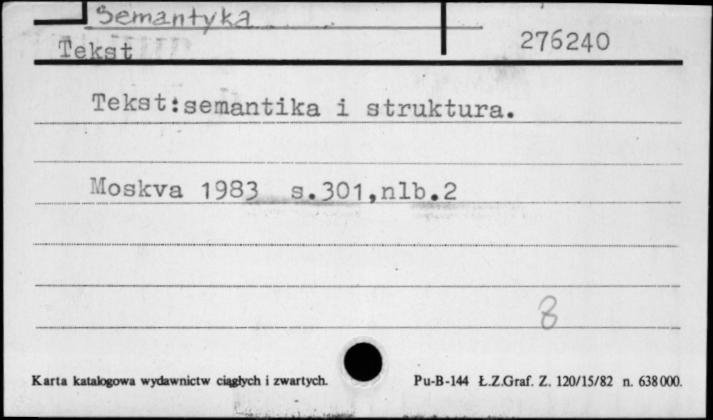 Semantyka
Tekst
276240
Tekst:semantika i struktura.
Moskva 1983 s.301,nlb.2
8
Karta katalogowa wydawnictw ciągłych i zwartych.
Pu-B-144 Ł.Z.Graf. Z. 120/15/82 n. 638000.